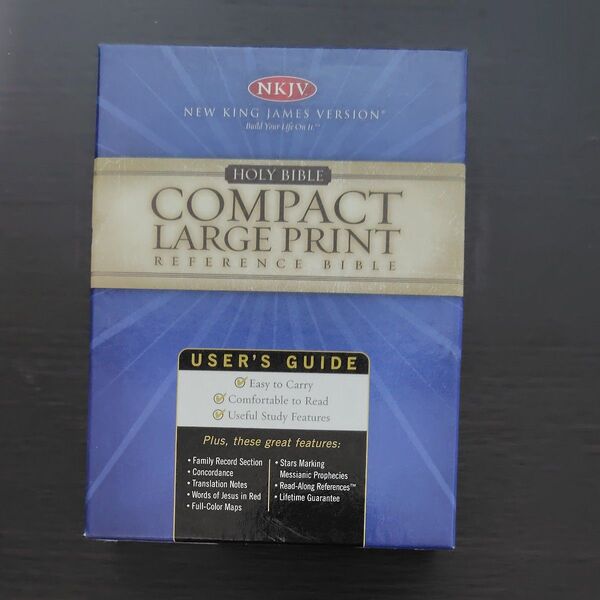 NKJV
NEW KING JAMES VERSION®
Build Your Life On It.™
HOLY BIBLE
COMPACT
LARGE PRINT
REFERENCE BIBLE
USER'S GUIDE
Easy to Carry
Comfortable to Read
Useful Study Features
Plus, these great features:
• Family Record Section
• Concordance
• Translation Notes
• Words of Jesus in Red
• Full-Color Maps
• Stars Marking
Messianic Prophecies
• Read-Along References™
• Lifetime Guarantee